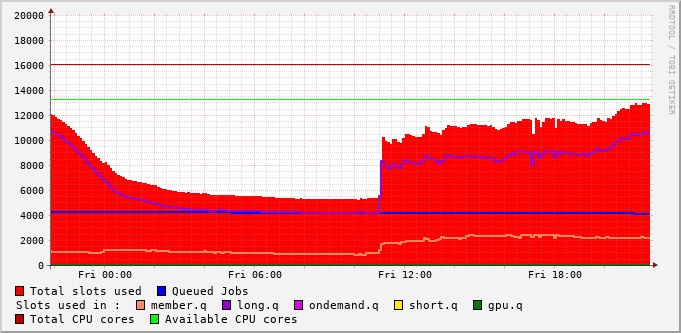 20000
18000
16000
14000
12000
10000
8000
6000
4000
2000
0
Fri 00:00 Fri 06:00 Fri 12:00 Fri 18:00
Total slots used Queued Jobs
Slots used in : member.q long.q ondemand.q short.q gpu.q
Total CPU cores Available CPU cores
RRDTOOL / TOBI OETIKER